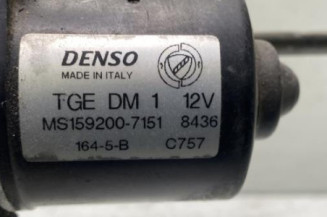 DENSO
MADE IN ITALY
TGE DM 1 12V
MS159200-7151 8436
164-5-B C757